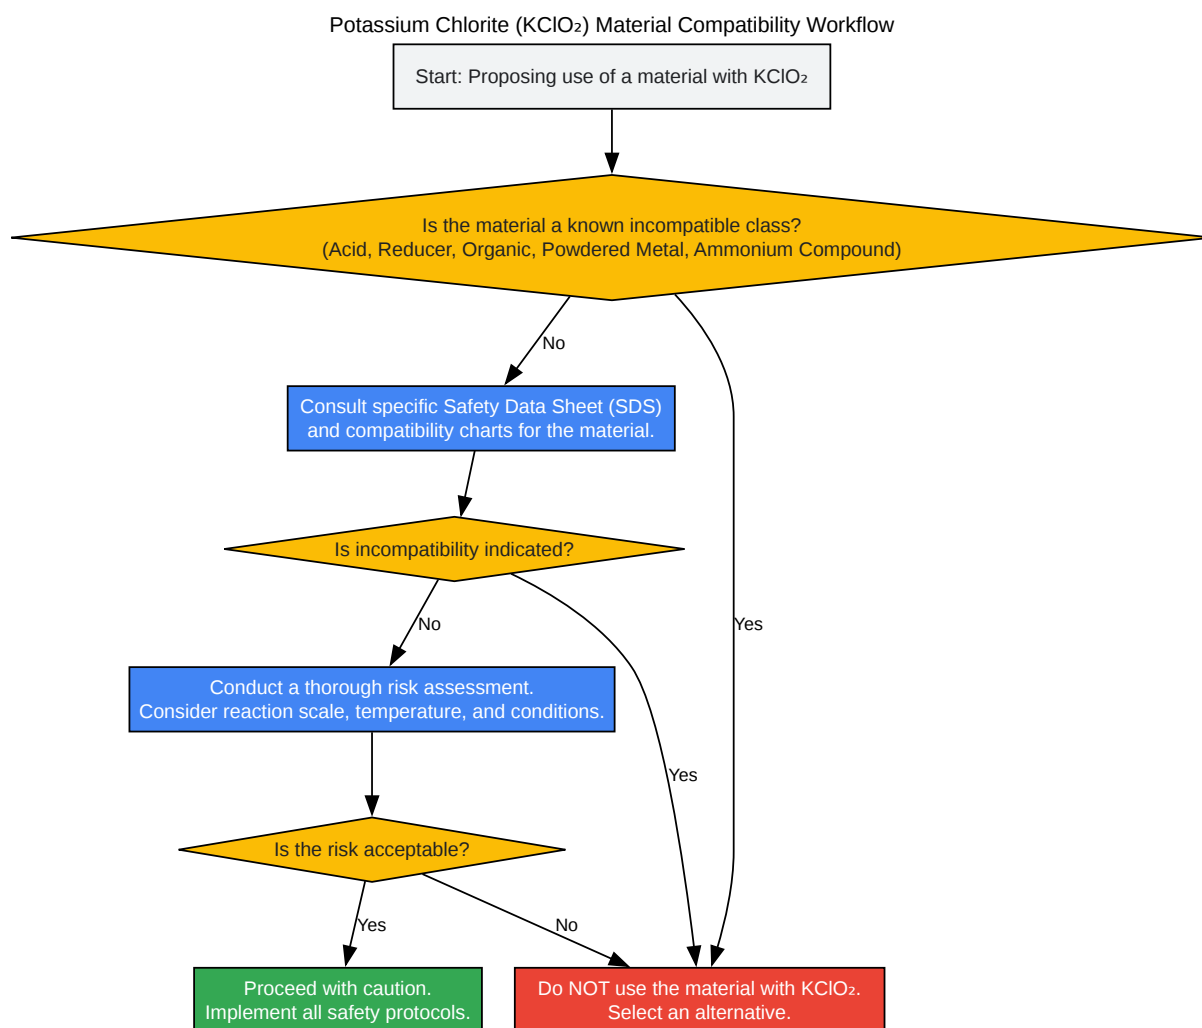 Potassium Chlorite (KClO₂) Material Compatibility Workflow
Start: Proposing use of a material with KClO₂
Is the material a known incompatible class?
(Acid, Reducer, Organic, Powdered Metal, Ammonium Compound)
No
Consult specific Safety Data Sheet (SDS)
and compatibility charts for the material.
Is incompatibility indicated?
No
Yes
Conduct a thorough risk assessment.
Consider reaction scale, temperature, and conditions.
Yes
Is the risk acceptable?
Yes
No
Proceed with caution.
Implement all safety protocols.
Do NOT use the material with KClO₂.
Select an alternative.